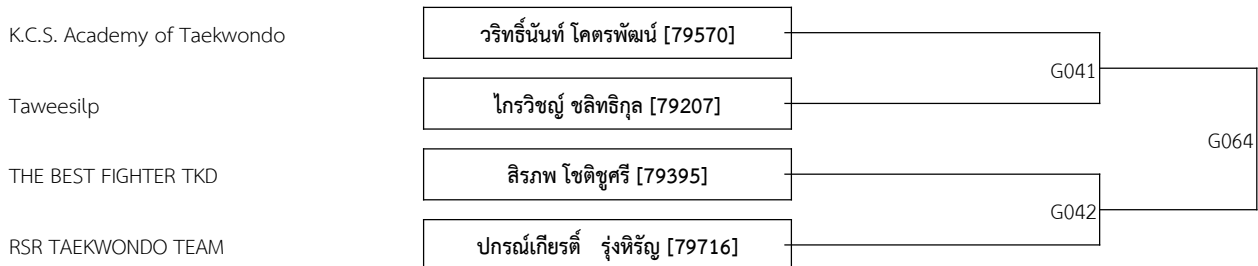 K.C.S. Academy of Taekwondo วริทธิ์นันท์ โคตรพัฒน์ [79570]
G041
Taweesilp ไกรวิชญ์ ชลิทธิกุล [79207]
G064
THE BEST FIGHTER TKD สิรภพ โชติชูศรี [79395]
G042
RSR TAEKWONDO TEAM ปกรณ์เกียรติ์ รุ่งหิรัญ [79716]